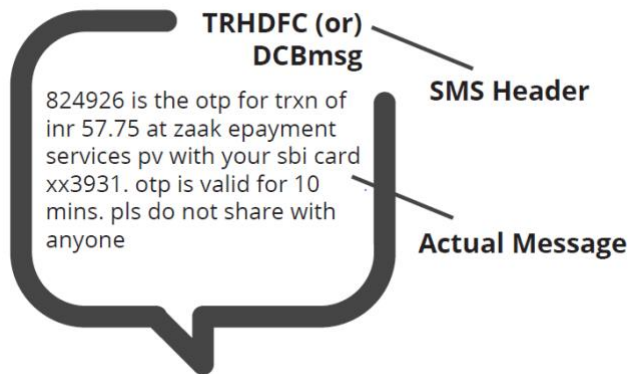 TRHDFC (or)
DCBmsg
SMS Header
824926 is the otp for trxn of
inr 57.75 at zaak epayment
services pv with your sbi card
xx3931. otp is valid for 10
mins. pls do not share with
anyone
Actual Message